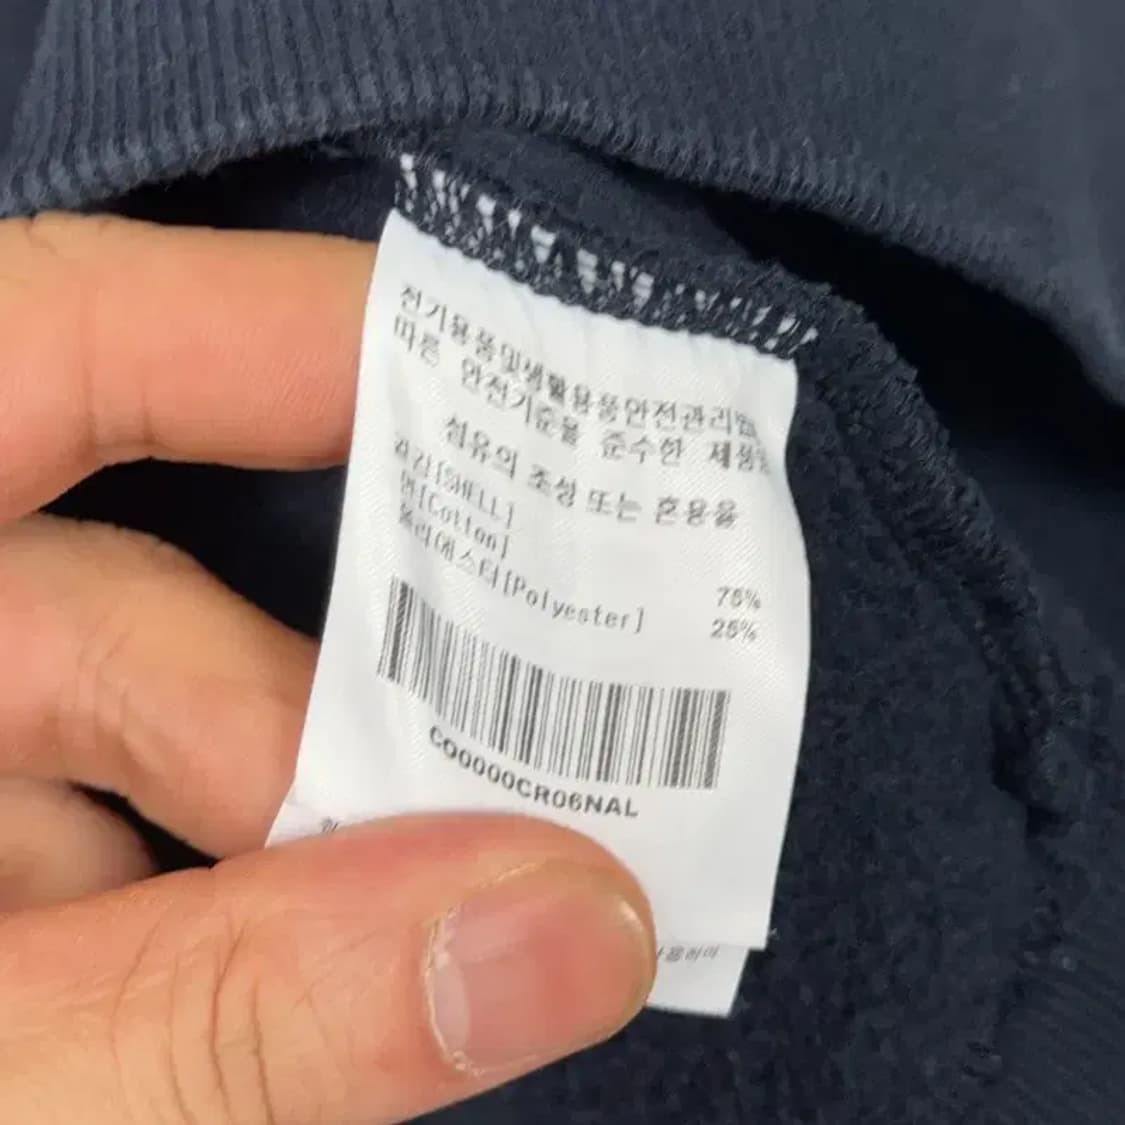 전기용품및생활용품안전관리법
따른 안전기준을 준수한 제품
섬유의 조성 또는 혼용율
겉감[SHELL]
면[Cotton] 75%
폴리에스터[Polyester] 25%
CO0000CR06NAL